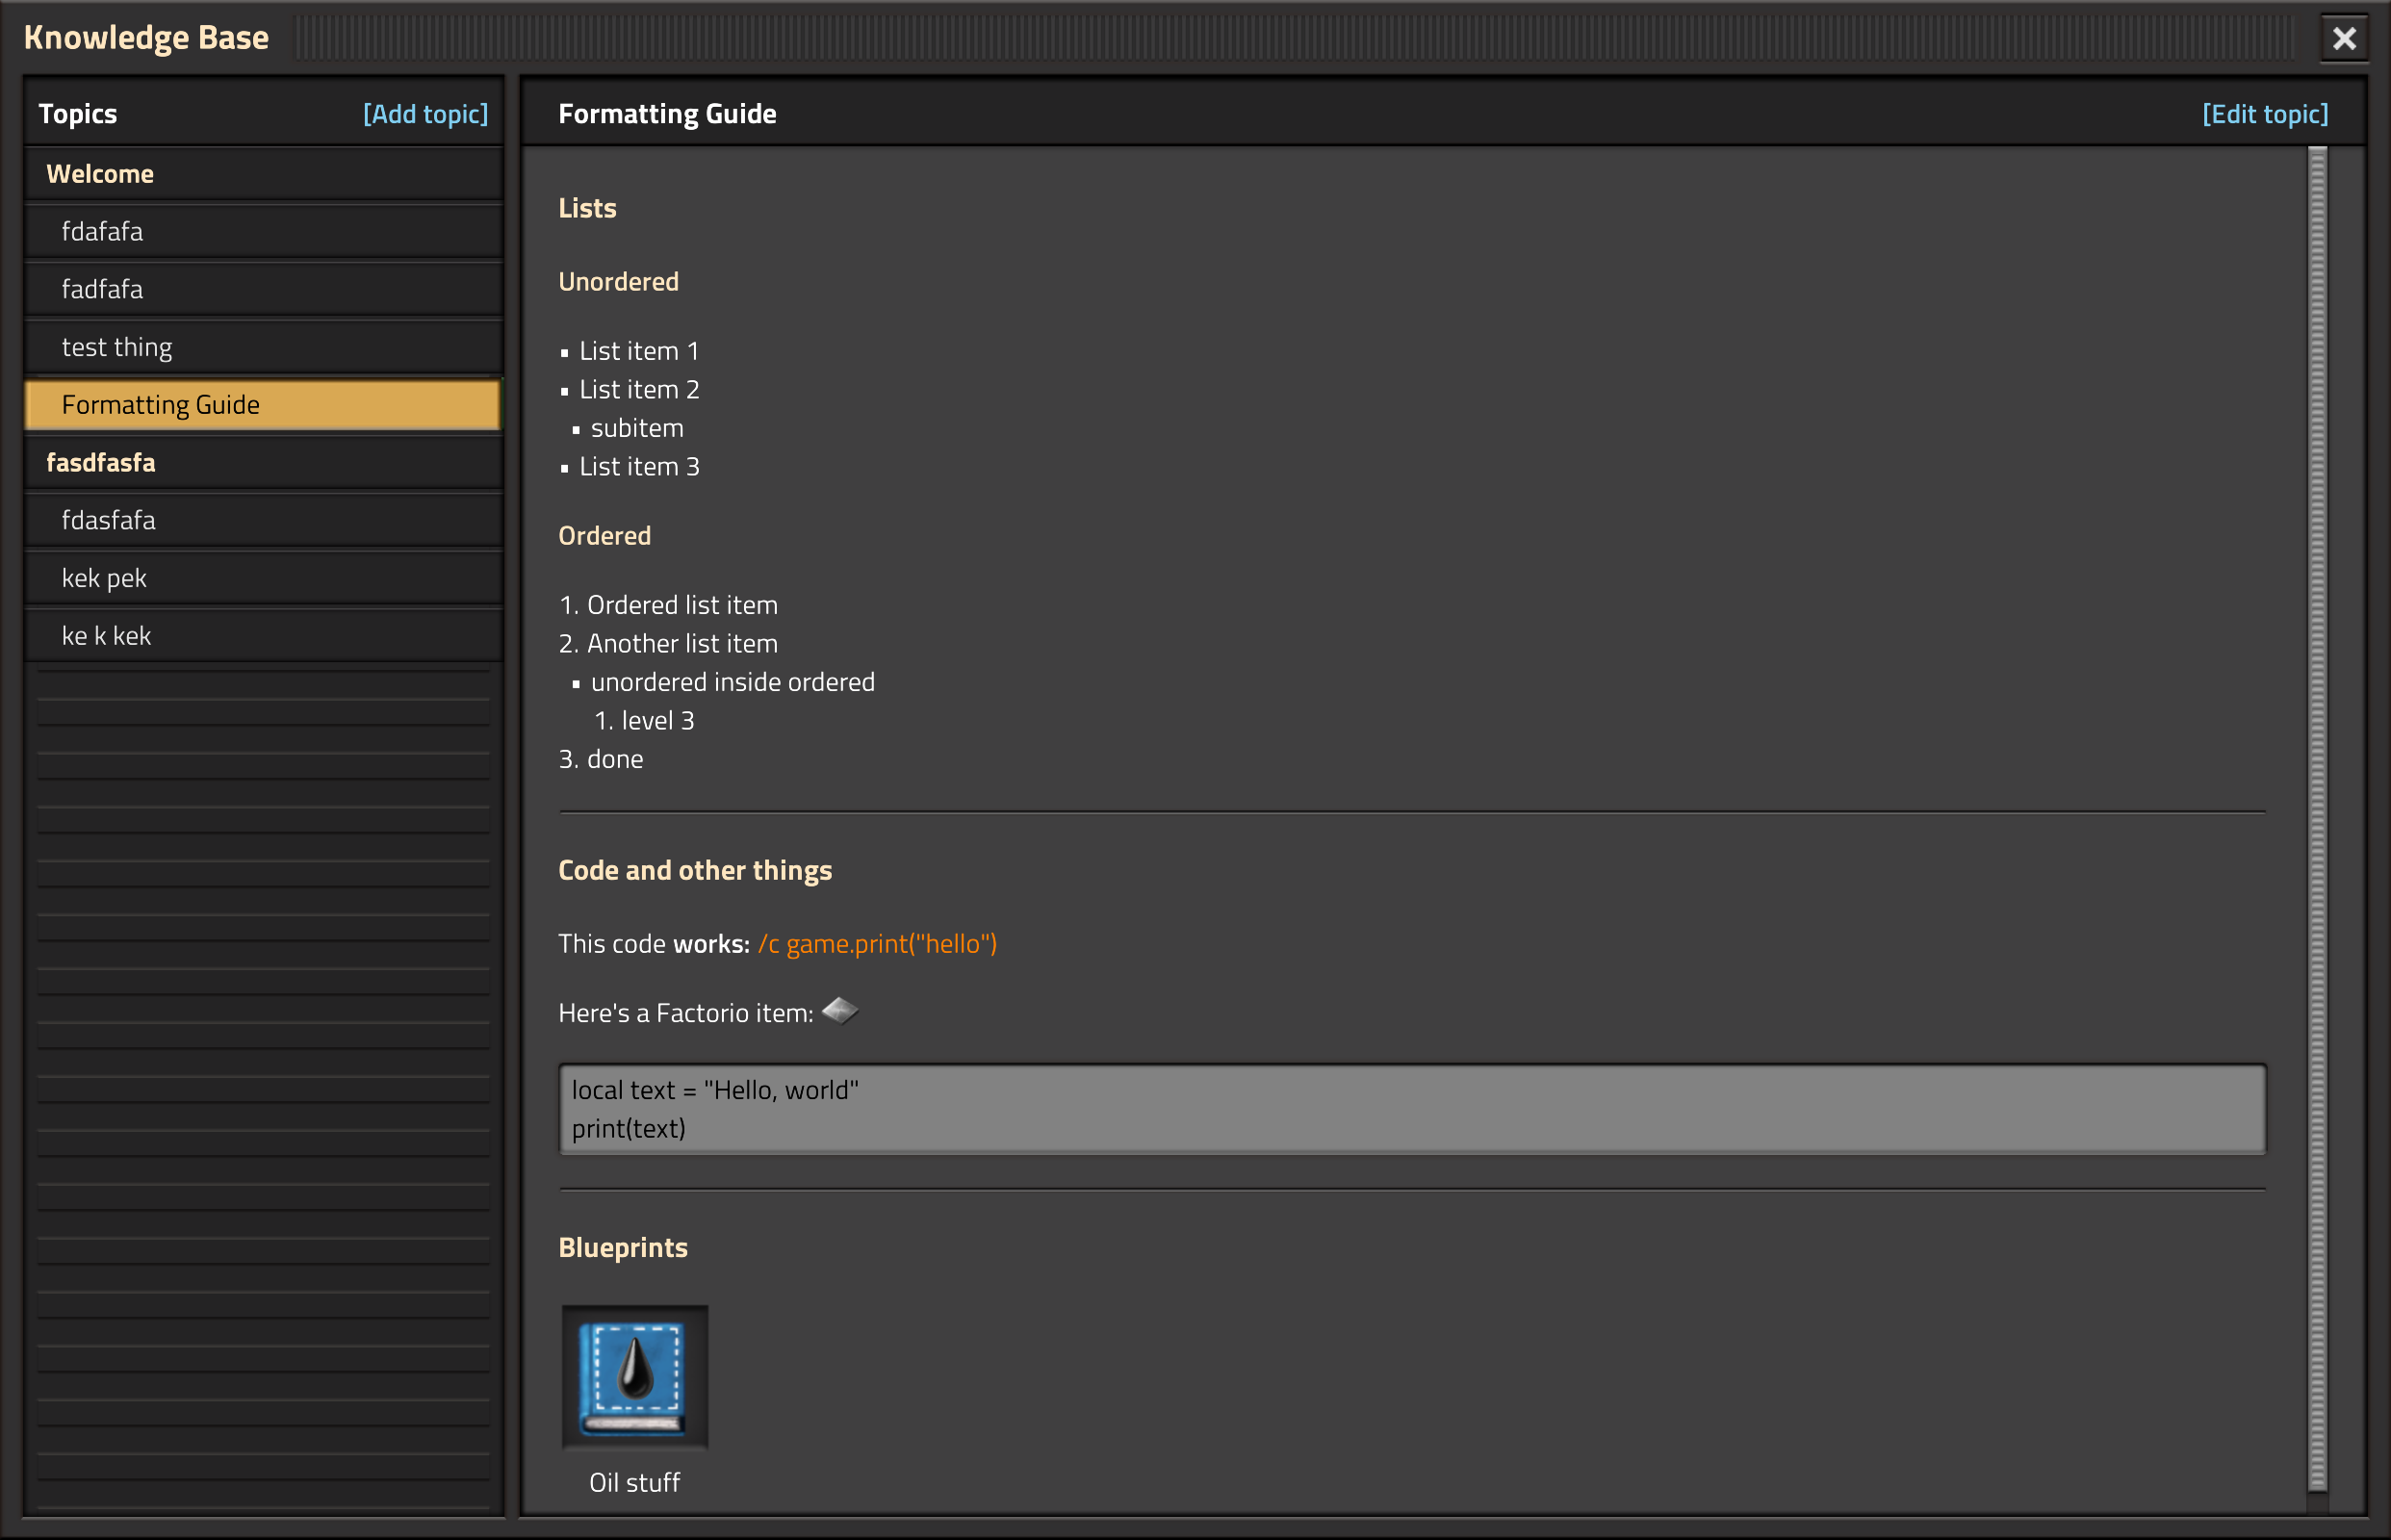 Knowledge Base
Topics
[Add topic]
Welcome
fdafafa
fadfafa
test thing
Formatting Guide
fasdfasfa
fdasfafa
kek pek
ke k kek
Formatting Guide
[Edit topic]
Lists
Unordered
▪ List item 1
▪ List item 2
▪ subitem
▪ List item 3
Ordered
1. Ordered list item
2. Another list item
▪ unordered inside ordered
1. level 3
3. done
Code and other things
This code works: /c game.print("hello")
Here's a Factorio item:
local text = "Hello, world"
print(text)
Blueprints
Oil stuff